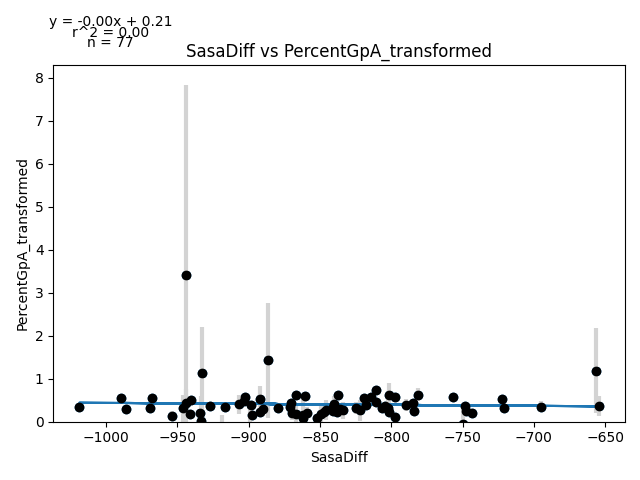 y = -0.00x + 0.21
r^2 = 0.00
n = 77
SasaDiff vs PercentGpA_transformed
8
7
6
5
4
3
2
1
0
PercentGpA_transformed
−1000 −950 −900 −850 −800 −750 −700 −650
SasaDiff